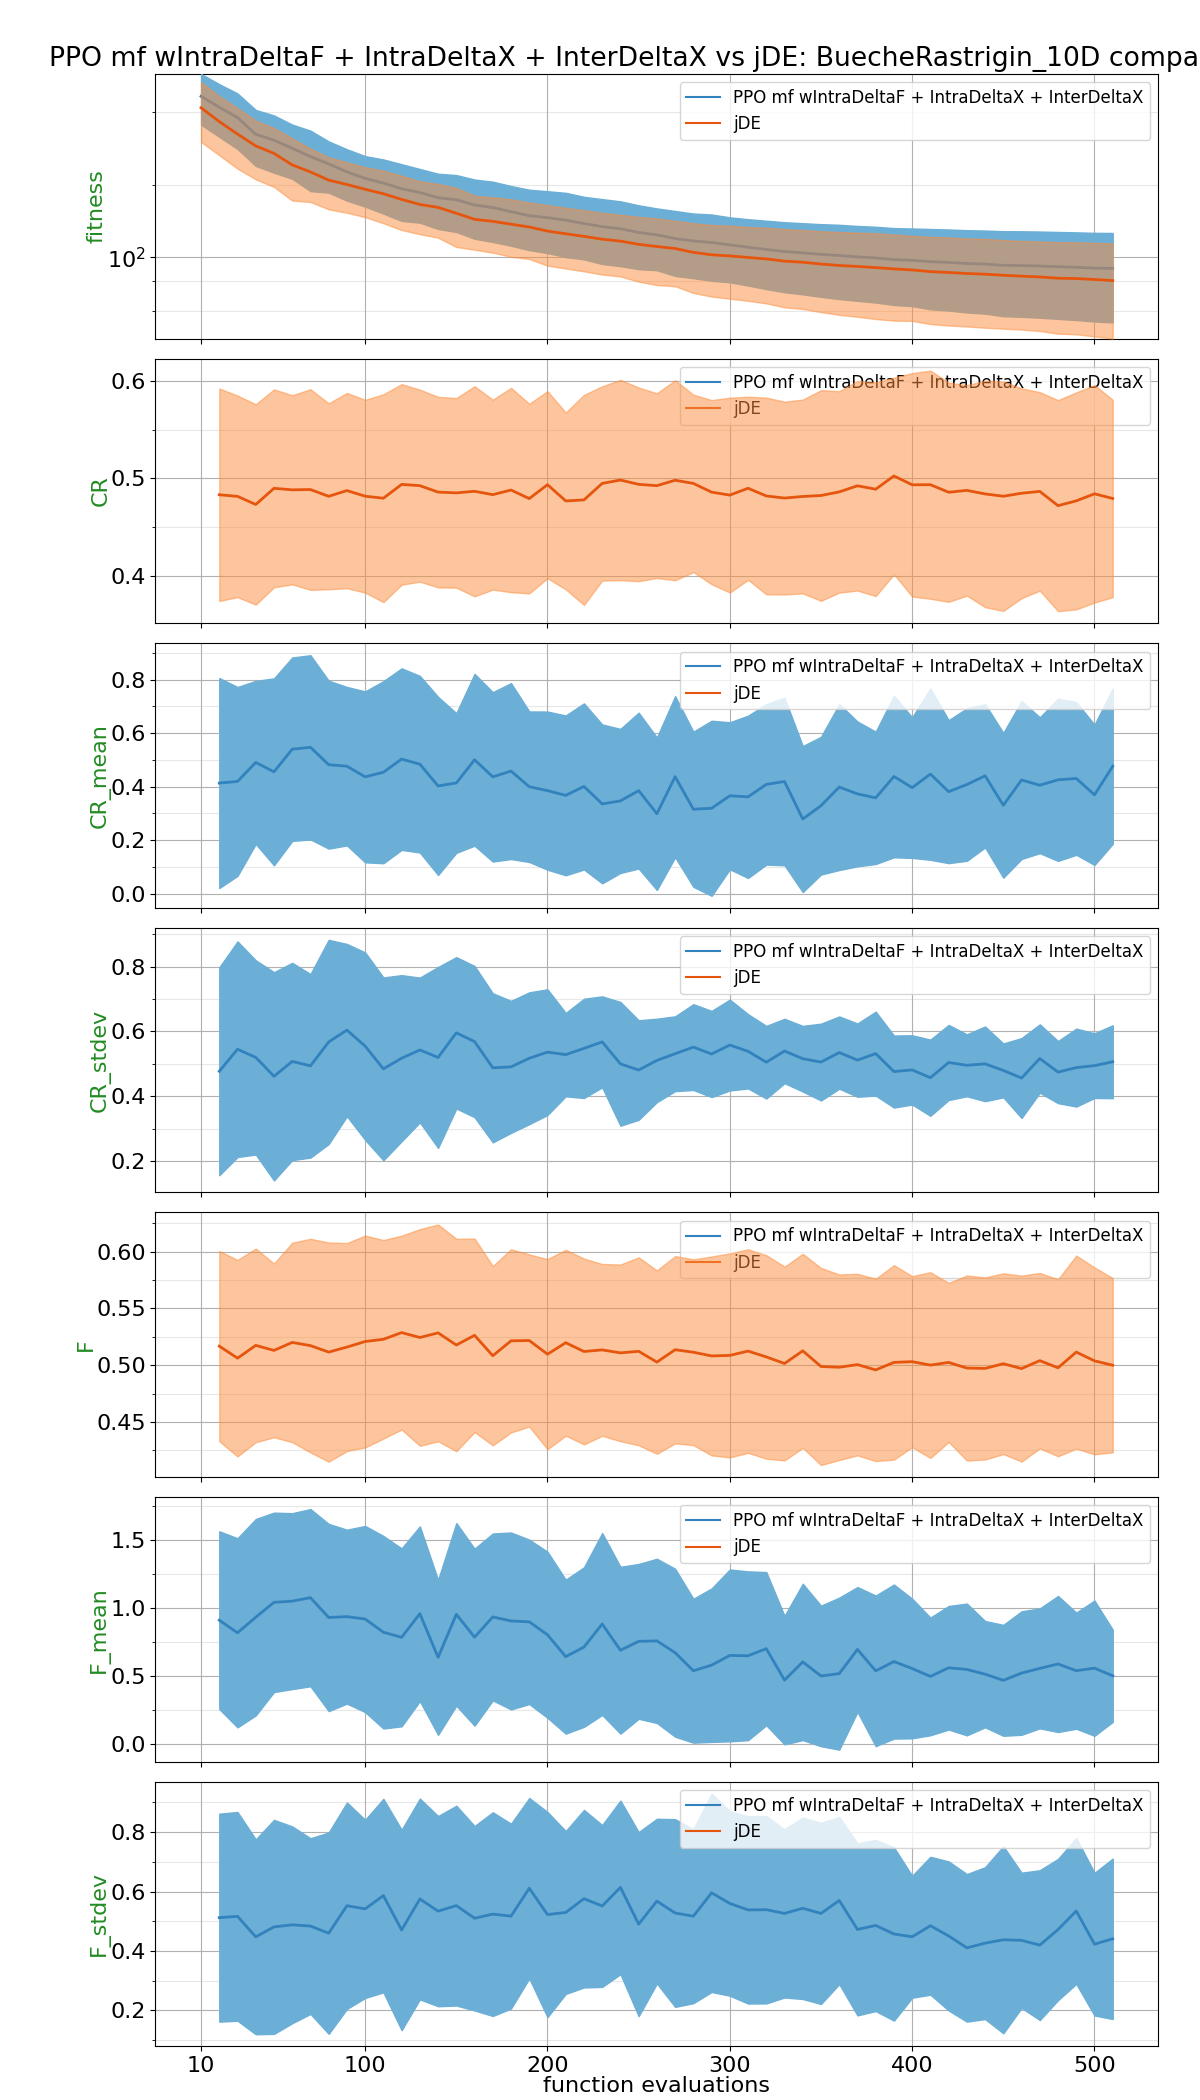 PPO mf wIntraDeltaF + IntraDeltaX + InterDeltaX vs jDE: BuecheRastrigin_10D compa
PPO mf wIntraDeltaF + IntraDeltaX + InterDeltaX
jDE
fitness
10²
PPO mf wIntraDeltaF + IntraDeltaX + InterDeltaX
jDE
CR
0.6
0.5
0.4
PPO mf wIntraDeltaF + IntraDeltaX + InterDeltaX
jDE
CR_mean
0.8
0.6
0.4
0.2
0.0
PPO mf wIntraDeltaF + IntraDeltaX + InterDeltaX
jDE
CR_stdev
0.8
0.6
0.4
0.2
PPO mf wIntraDeltaF + IntraDeltaX + InterDeltaX
jDE
F
0.60
0.55
0.50
0.45
PPO mf wIntraDeltaF + IntraDeltaX + InterDeltaX
jDE
F_mean
1.5
1.0
0.5
0.0
PPO mf wIntraDeltaF + IntraDeltaX + InterDeltaX
jDE
F_stdev
0.8
0.6
0.4
0.2
10 100 200 300 400 500
function evaluations